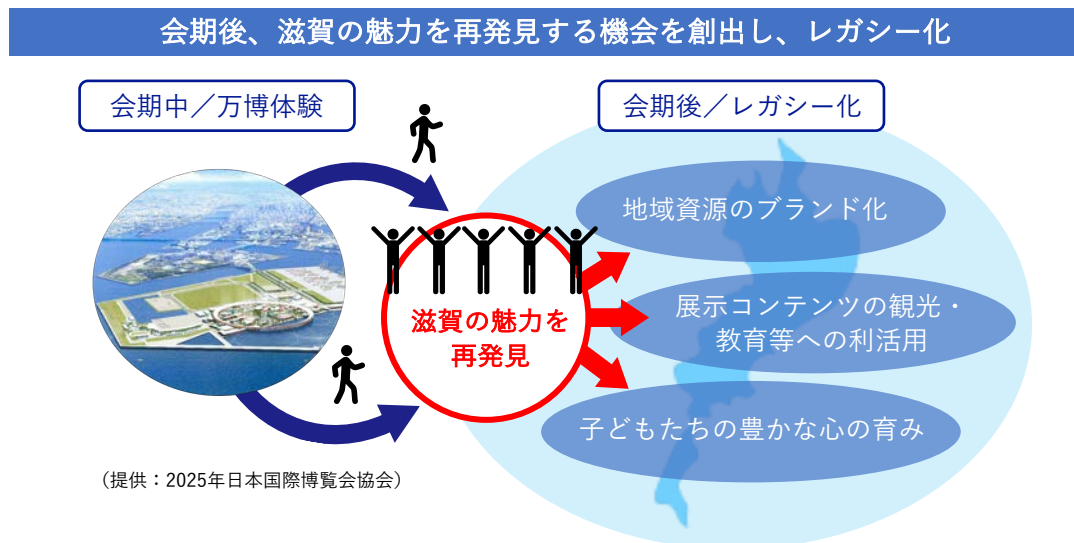 会期後、滋賀の魅力を再発見する機会を創出し、レガシー化
会期中／万博体験
会期後／レガシー化
地域資源のブランド化
滋賀の魅力を
再発見
展示コンテンツの観光・
教育等への利活用
子どもたちの豊かな心の育み
（提供：2025年日本国際博覧会協会）